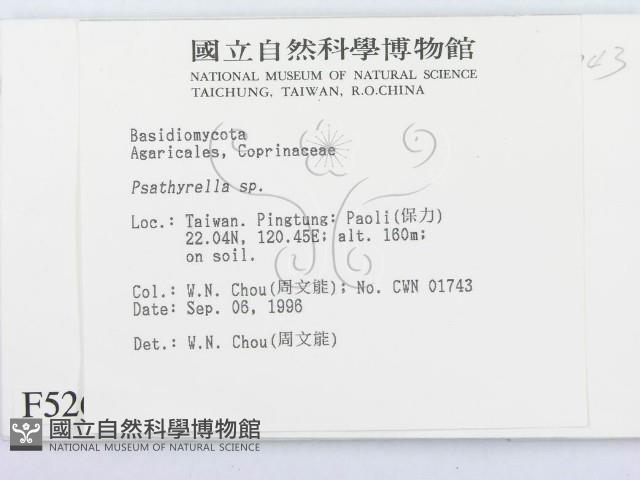 國立自然科學博物館
NATIONAL MUSEUM OF NATURAL SCIENCE
TAICHUNG, TAIWAN, R.O.CHINA
Basidiomycota
Agaricales, Coprinaceae
Psathyrella sp.
Loc.: Taiwan. Pingtung: Paoli(保力)
22.04N, 120.45E; alt. 160m;
on soil.
Col.: W.N. Chou(周文能); No. CWN 01743
Date: Sep. 06, 1996
Det.: W.N. Chou(周文能)
國立自然科學博物館
NATIONAL MUSEUM OF NATURAL SCIENCE